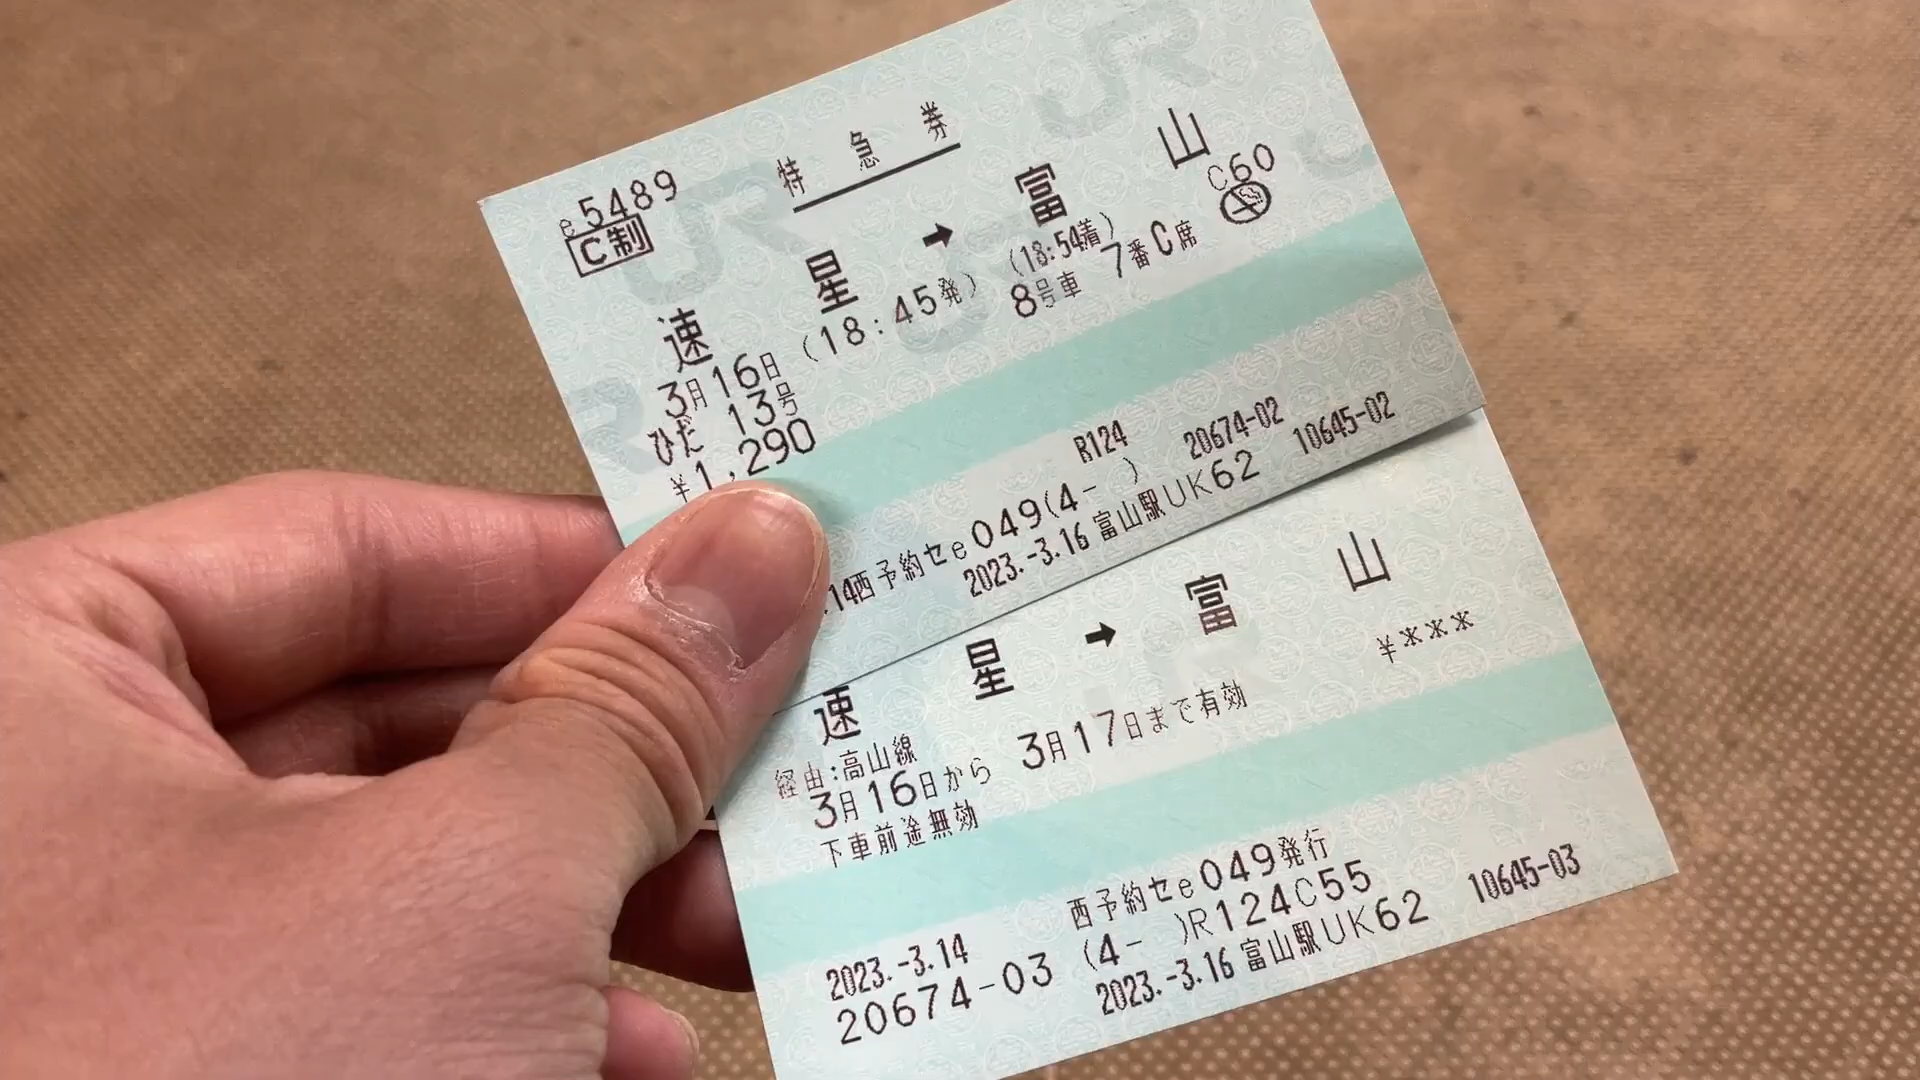 特急券
e5489
C制
速星 → 富山
C60
3月16日 (18:45発) (18:54着)
ひだ 13号 8号車 7番C席
¥1,290
R124
20674-02
.14西予約セe049(4- )
2023.-3.16 富山駅UK62 10645-02
速星 → 富山
経由:高山線 ¥***
3月16日から 3月17日まで有効
下車前途無効
西予約セe049発行
2023.-3.14 (4- )R124C55
20674-03 2023.-3.16 富山駅UK62 10645-03
JR